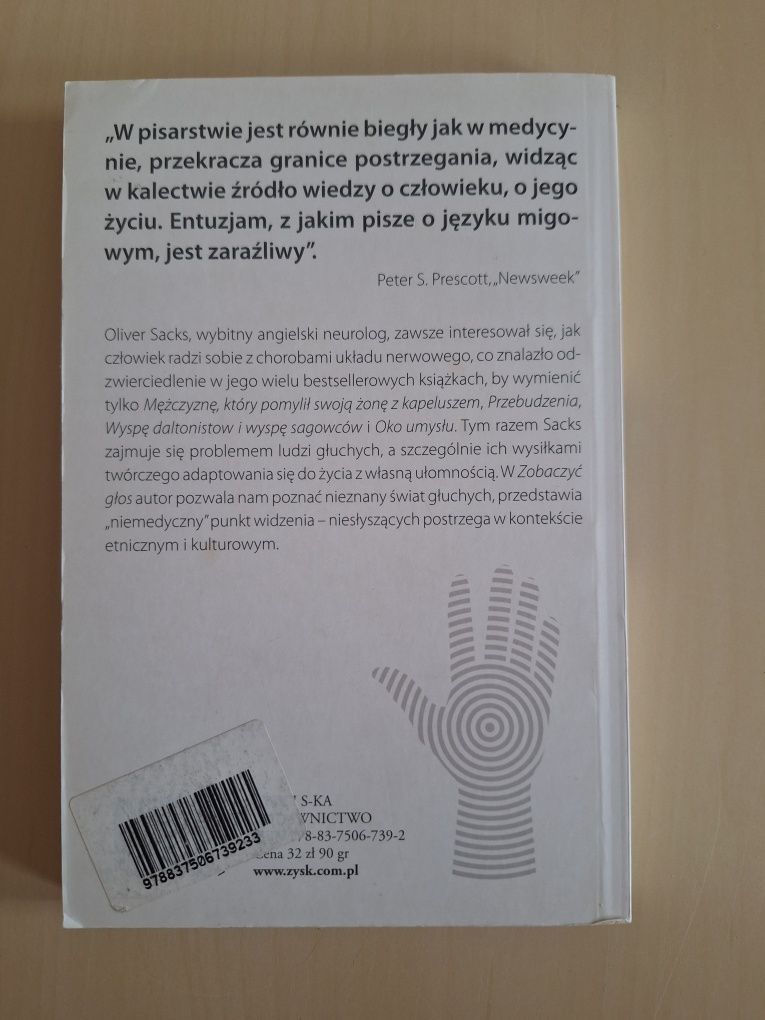 „W pisarstwie jest równie biegły jak w medycy-
nie, przekracza granice postrzegania, widząc
w kalectwie źródło wiedzy o człowieku, o jego
życiu. Entuzjam, z jakim pisze o języku migo-
wym, jest zaraźliwy”.
Peter S. Prescott, „Newsweek”
Oliver Sacks, wybitny angielski neurolog, zawsze interesował się, jak
człowiek radzi sobie z chorobami układu nerwowego, co znalazło od-
zwierciedlenie w jego wielu bestsellerowych książkach, by wymienić
tylko Mężczyznę, który pomylił swoją żonę z kapeluszem, Przebudzenia,
Wyspę daltonistow i wyspę sagowców i Oko umysłu. Tym razem Sacks
zajmuje się problemem ludzi głuchych, a szczególnie ich wysiłkami
twórczego adaptowania się do życia z własną ułomnością. W Zobaczyć
głos autor pozwala nam poznać nieznany świat głuchych, przedstawia
„niemedyczny” punkt widzenia – niesłyszących postrzega w kontekście
etnicznym i kulturowym.
S-KA
WNICTWO
8-83-7506-739-2
Cena 32 zł 90 gr
www.zysk.com.pl
978837506739233